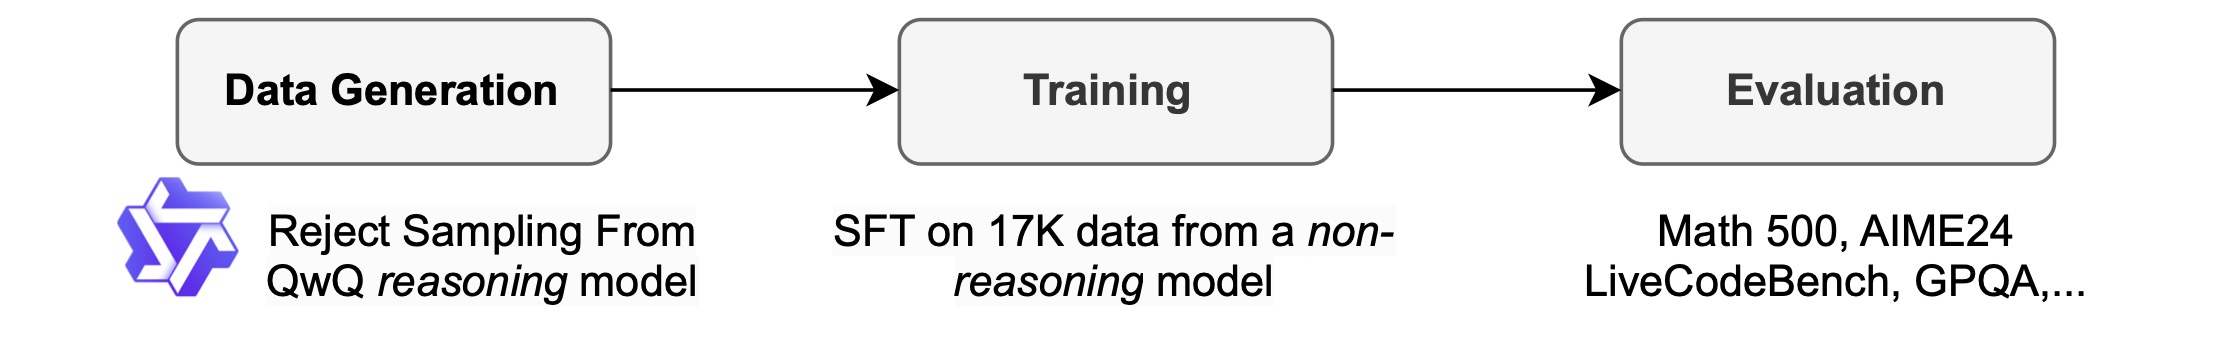 Data Generation
Training
Evaluation
Reject Sampling From
QwQ reasoning model
SFT on 17K data from a non-
reasoning model
Math 500, AIME24
LiveCodeBench, GPQA,...